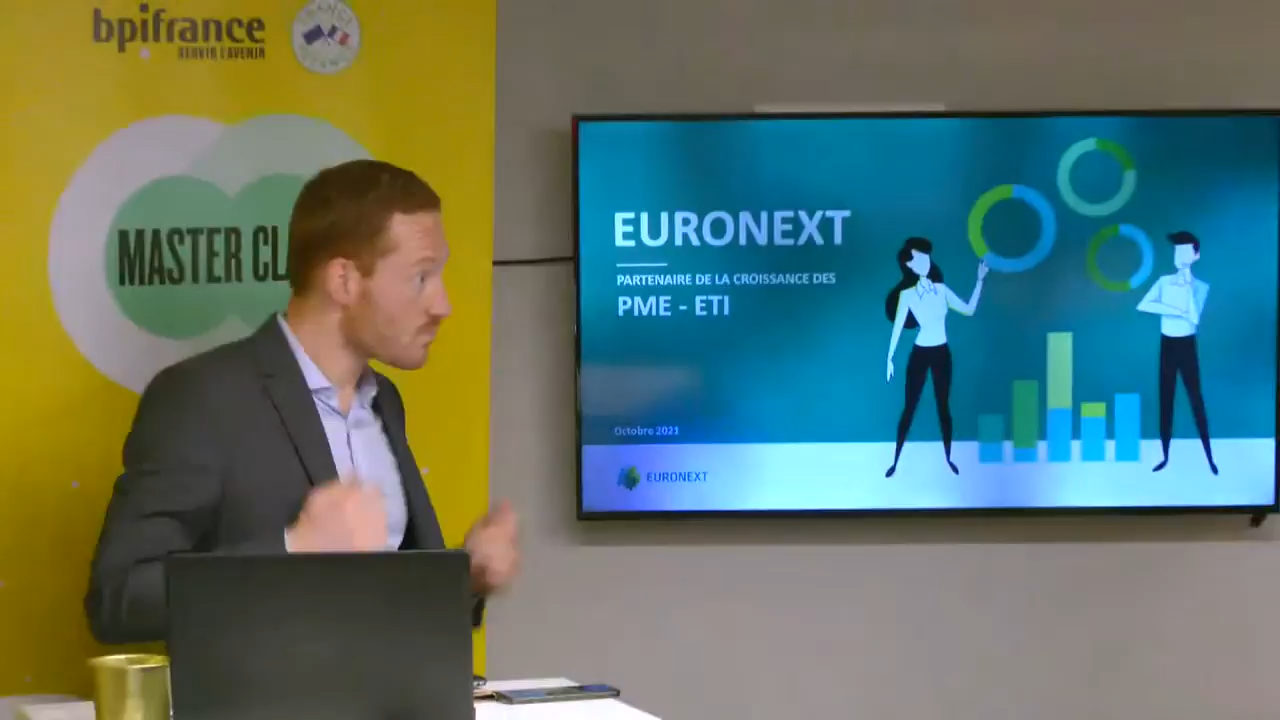 bpifrance
SERVIR L'AVENIR
MASTER CL
EURONEXT
PARTENAIRE DE LA CROISSANCE DES
PME - ETI
Octobre 2021
EURONEXT